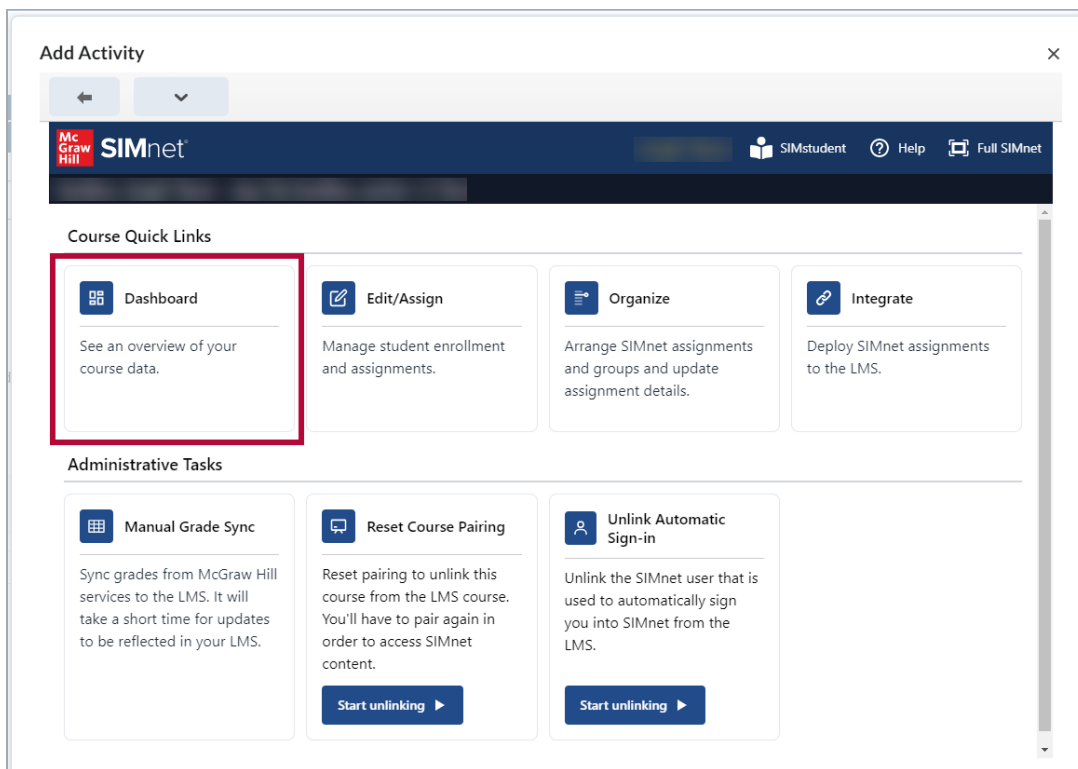 Add Activity
Mc
Graw
Hill
SIMnet®
SIMstudent
Help
Full SIMnet
Course Quick Links
Dashboard
See an overview of your
course data.
Edit/Assign
Manage student enrollment
and assignments.
Organize
Arrange SIMnet assignments
and groups and update
assignment details.
Integrate
Deploy SIMnet assignments
to the LMS.
Administrative Tasks
Manual Grade Sync
Sync grades from McGraw Hill
services to the LMS. It will
take a short time for updates
to be reflected in your LMS.
Reset Course Pairing
Reset pairing to unlink this
course from the LMS course.
You'll have to pair again in
order to access SIMnet
content.
Start unlinking
Unlink Automatic
Sign-in
Unlink the SIMnet user that is
used to automatically sign
you into SIMnet from the
LMS.
Start unlinking